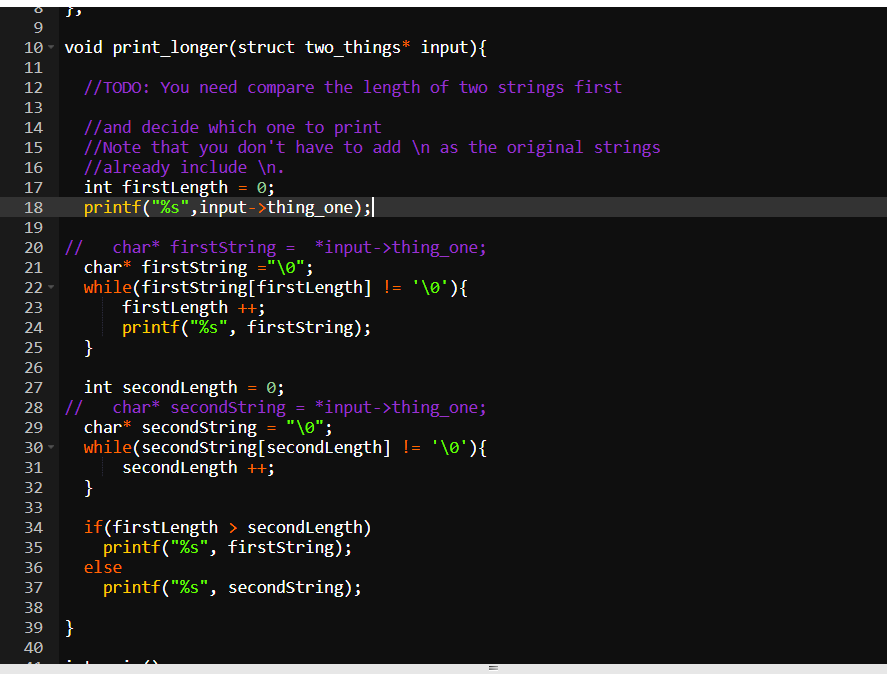 8 };
9
10 void print_longer(struct two_things* input){
11
12 //TODO: You need compare the length of two strings first
13
14 //and decide which one to print
15 //Note that you don't have to add \n as the original strings
16 //already include \n.
17 int firstLength = 0;
18 printf("%s",input->thing_one);
19
20 // char* firstString = *input->thing_one;
21 char* firstString ="\0";
22 while(firstString[firstLength] != '\0'){
23 firstLength ++;
24 printf("%s", firstString);
25 }
26
27 int secondLength = 0;
28 // char* secondString = *input->thing_one;
29 char* secondString = "\0";
30 while(secondString[secondLength] != '\0'){
31 secondLength ++;
32 }
33
34 if(firstLength > secondLength)
35 printf("%s", firstString);
36 else
37 printf("%s", secondString);
38
39 }
40